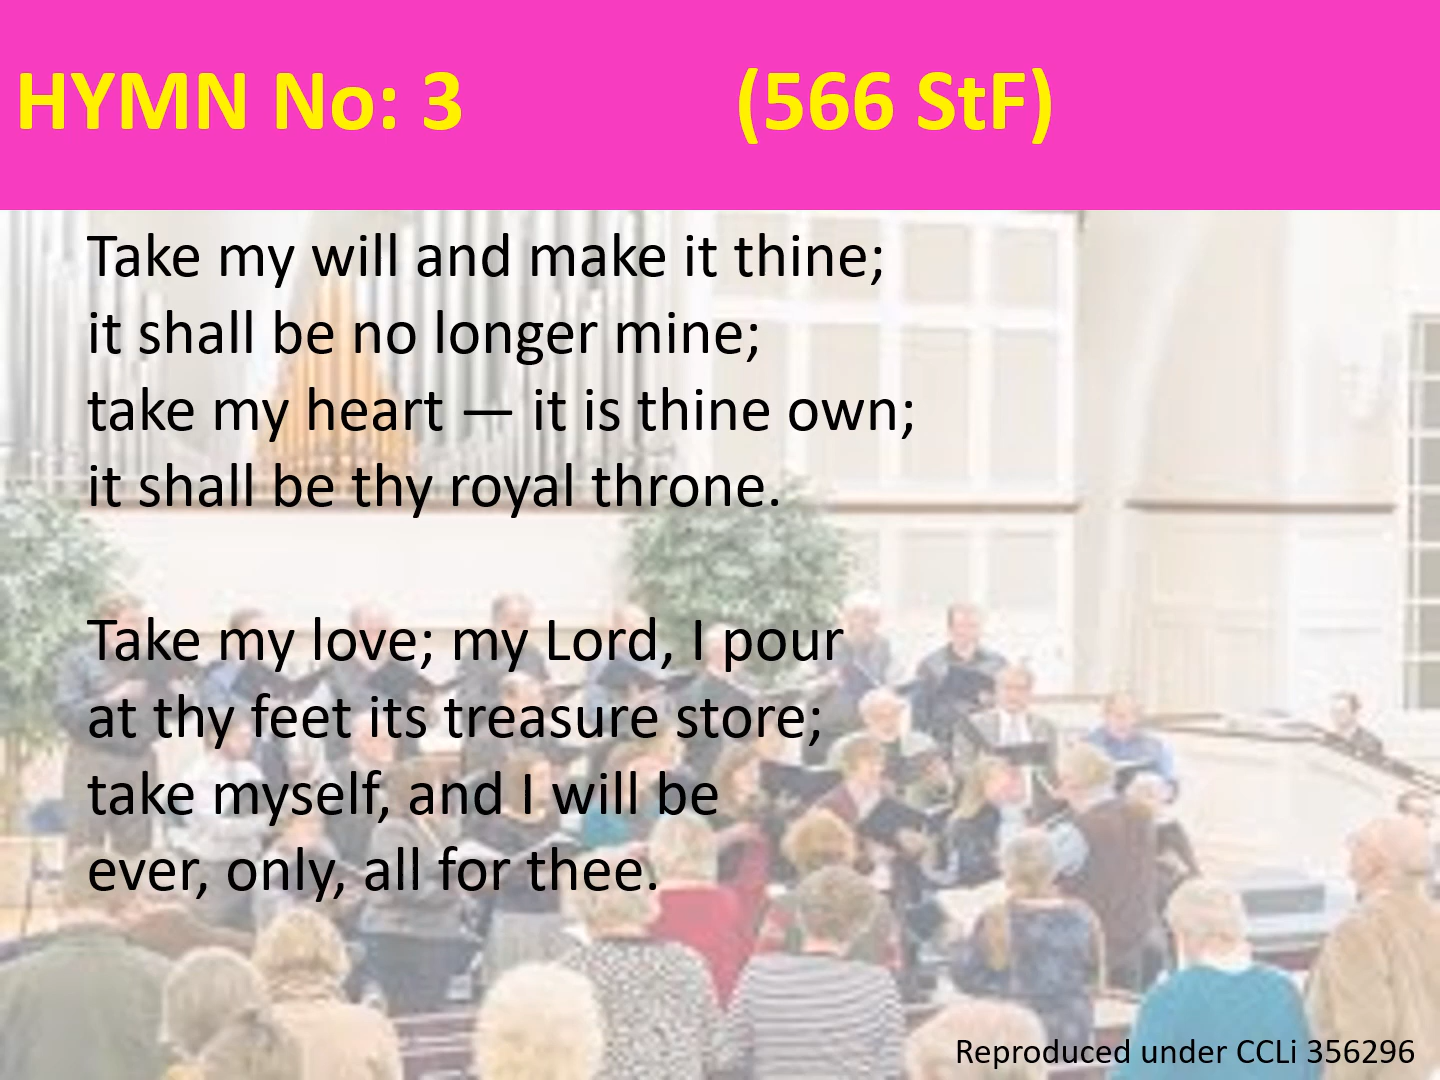 HYMN No: 3 (566 StF)
Take my will and make it thine;
it shall be no longer mine;
take my heart — it is thine own;
it shall be thy royal throne.
Take my love; my Lord, I pour
at thy feet its treasure store;
take myself, and I will be
ever, only, all for thee.
Reproduced under CCLi 356296